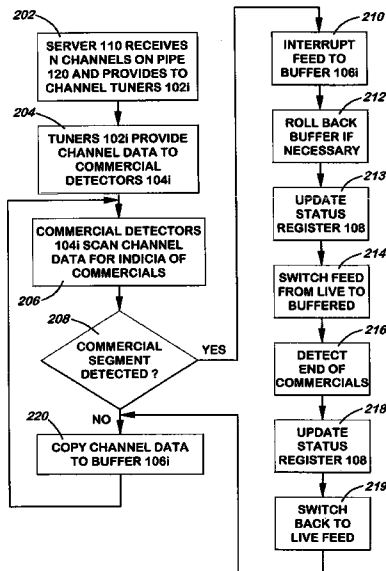 202
SERVER 110 RECEIVES
N CHANNELS ON PIPE
120 AND PROVIDES TO
CHANNEL TUNERS 102i
204
TUNERS 102i PROVIDE
CHANNEL DATA TO
COMMERCIAL
DETECTORS 104i
COMMERCIAL DETECTORS
104i SCAN CHANNEL
DATA FOR INDICIA OF
COMMERCIALS
206
208
COMMERCIAL
SEGMENT
DETECTED ?
YES
NO
220
COPY CHANNEL DATA
TO BUFFER 106i
210
INTERRUPT
FEED TO
BUFFER 106i
212
ROLL BACK
BUFFER IF
NECESSARY
213
UPDATE
STATUS
REGISTER 108
214
SWITCH FEED
FROM LIVE TO
BUFFERED
216
DETECT
END OF
COMMERCIALS
218
UPDATE
STATUS
REGISTER 108
219
SWITCH
BACK TO
LIVE FEED